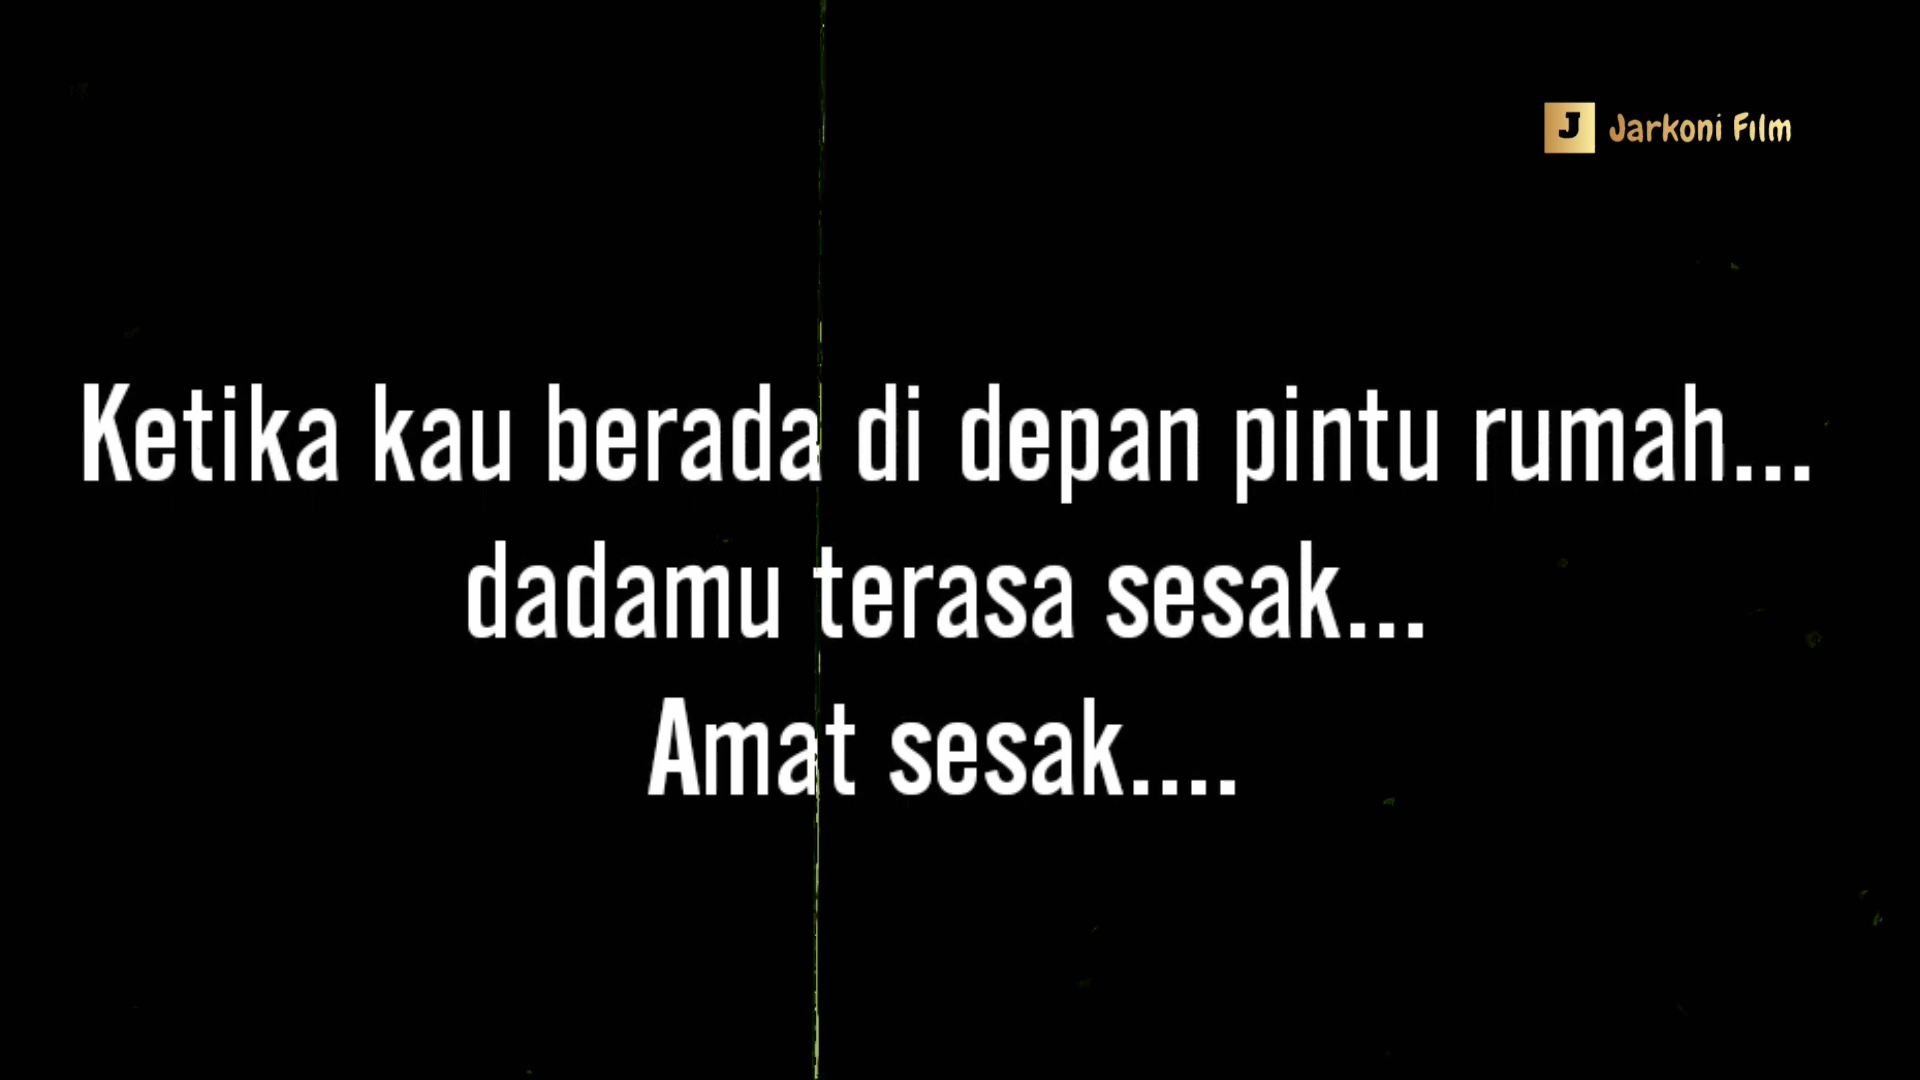 J Jarkoni Film
Ketika kau berada di depan pintu rumah...
dadamu terasa sesak...
Amat sesak....